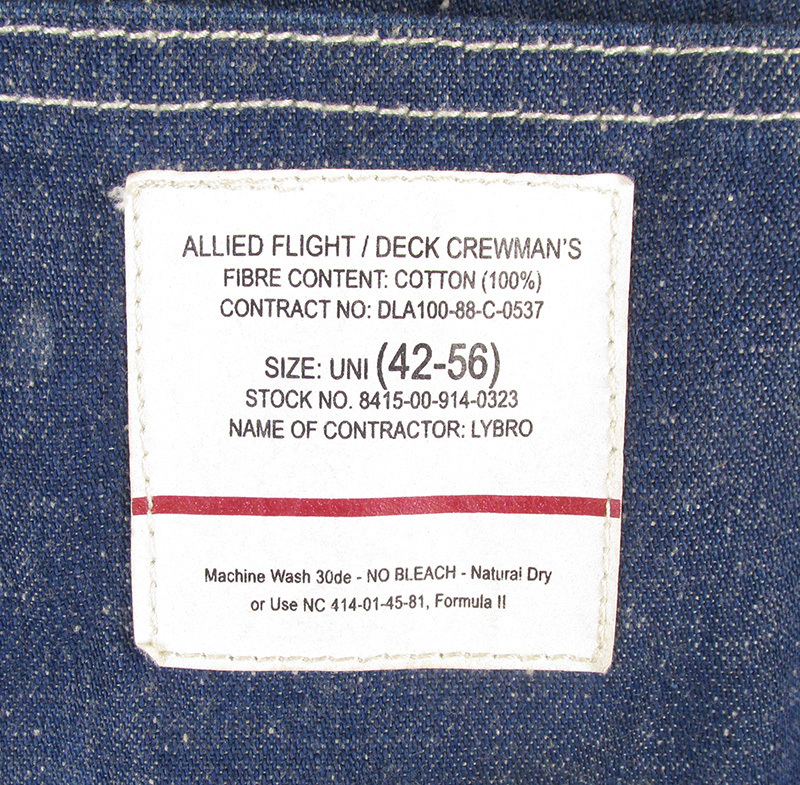 ALLIED FLIGHT / DECK CREWMAN'S
FIBRE CONTENT: COTTON (100%)
CONTRACT NO: DLA100-88-C-0537
SIZE: UNI (42-56)
STOCK NO. 8415-00-914-0323
NAME OF CONTRACTOR: LYBRO
Machine Wash 30de - NO BLEACH - Natural Dry
or Use NC 414-01-45-81, Formula II